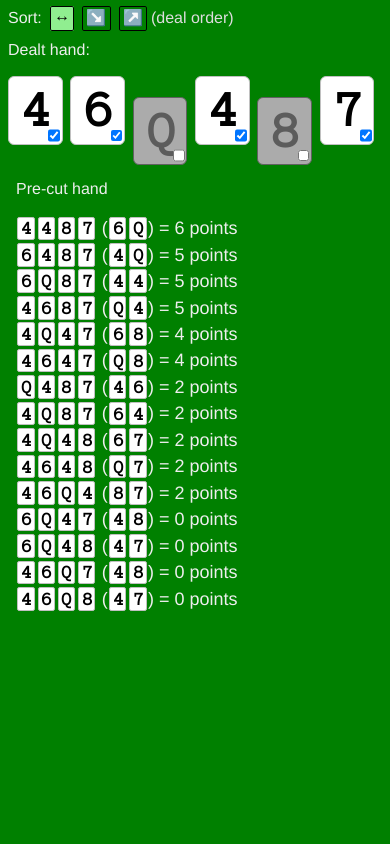 Sort: ↔ ↘ ↗ (deal order)
Dealt hand:
4 6 Q 4 8 7
Pre-cut hand
4 4 8 7 (6 Q) = 6 points
6 4 8 7 (4 Q) = 5 points
6 Q 8 7 (4 4) = 5 points
4 6 8 7 (Q 4) = 5 points
4 Q 4 7 (6 8) = 4 points
4 6 4 7 (Q 8) = 4 points
Q 4 8 7 (4 6) = 2 points
4 Q 8 7 (6 4) = 2 points
4 Q 4 8 (6 7) = 2 points
4 6 4 8 (Q 7) = 2 points
4 6 Q 4 (8 7) = 2 points
6 Q 4 7 (4 8) = 0 points
6 Q 4 8 (4 7) = 0 points
4 6 Q 7 (4 8) = 0 points
4 6 Q 8 (4 7) = 0 points